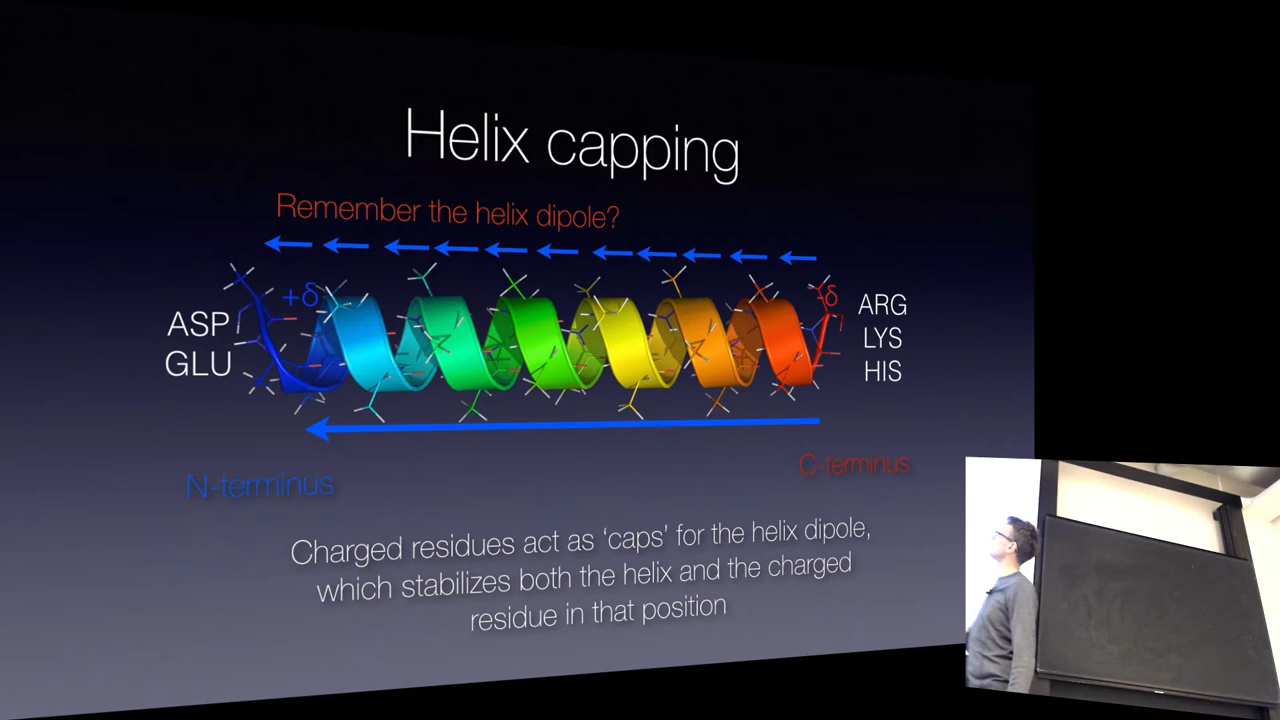 Helix capping
Remember the helix dipole?
+δ
-δ
ASP
GLU
ARG
LYS
HIS
N-terminus
C-terminus
Charged residues act as ‘caps’ for the helix dipole,
which stabilizes both the helix and the charged
residue in that position